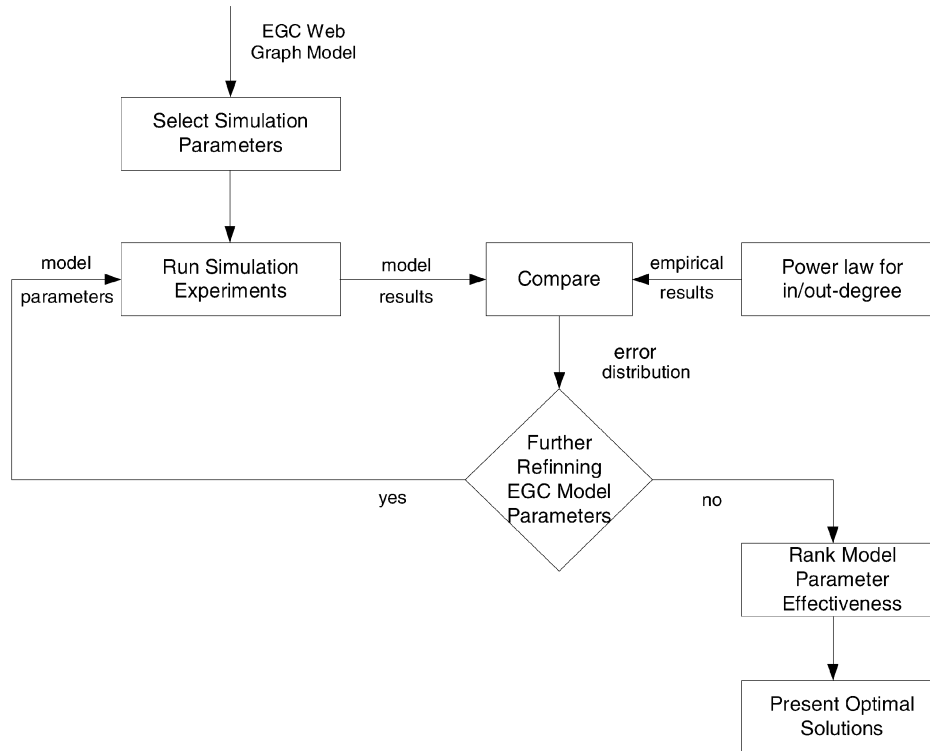 EGC Web
Graph Model
Select Simulation
Parameters
model
parameters
Run Simulation
Experiments
model
results
Compare
empirical
results
Power law for
in/out-degree
error
distribution
Further
Refinning
EGC Model
Parameters
yes
no
Rank Model
Parameter
Effectiveness
Present Optimal
Solutions